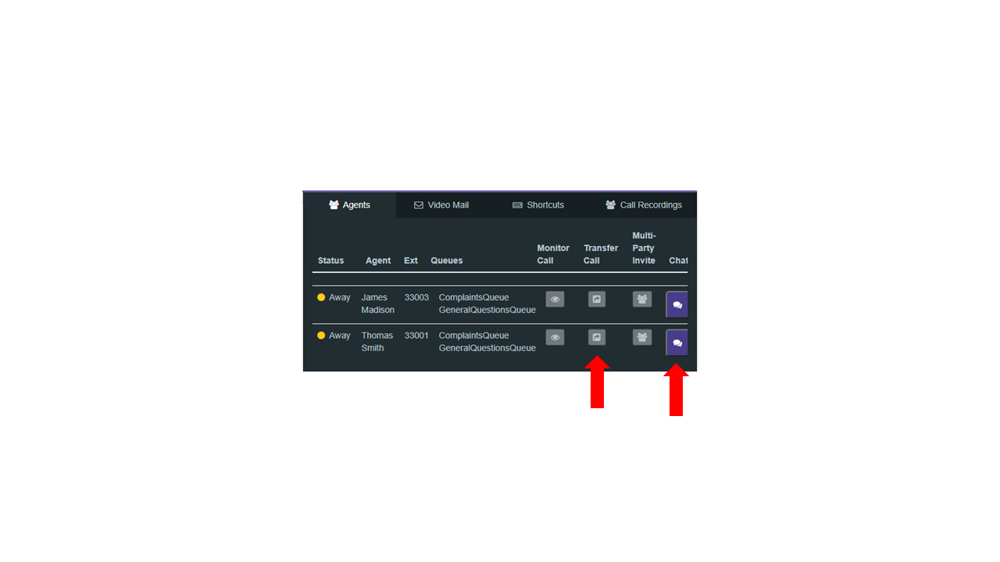 Agents Video Mail Shortcuts Call Recordings
Multi-
Monitor Transfer Party
Status Agent Ext Queues Call Call Invite Chat
Away James 33003 ComplaintsQueue
Madison GeneralQuestionsQueue
Away Thomas 33001 ComplaintsQueue
Smith GeneralQuestionsQueue